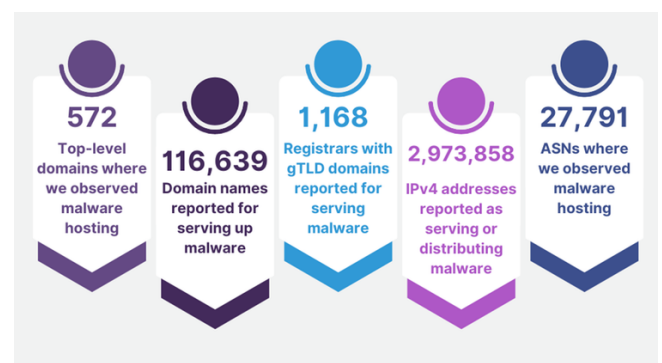 572
Top-level
domains where
we observed
malware
hosting
116,639
Domain names
reported for
serving up
malware
1,168
Registrars with
gTLD domains
reported for
serving
malware
2,973,858
IPv4 addresses
reported as
serving or
distributing
malware
27,791
ASNs where
we observed
malware
hosting